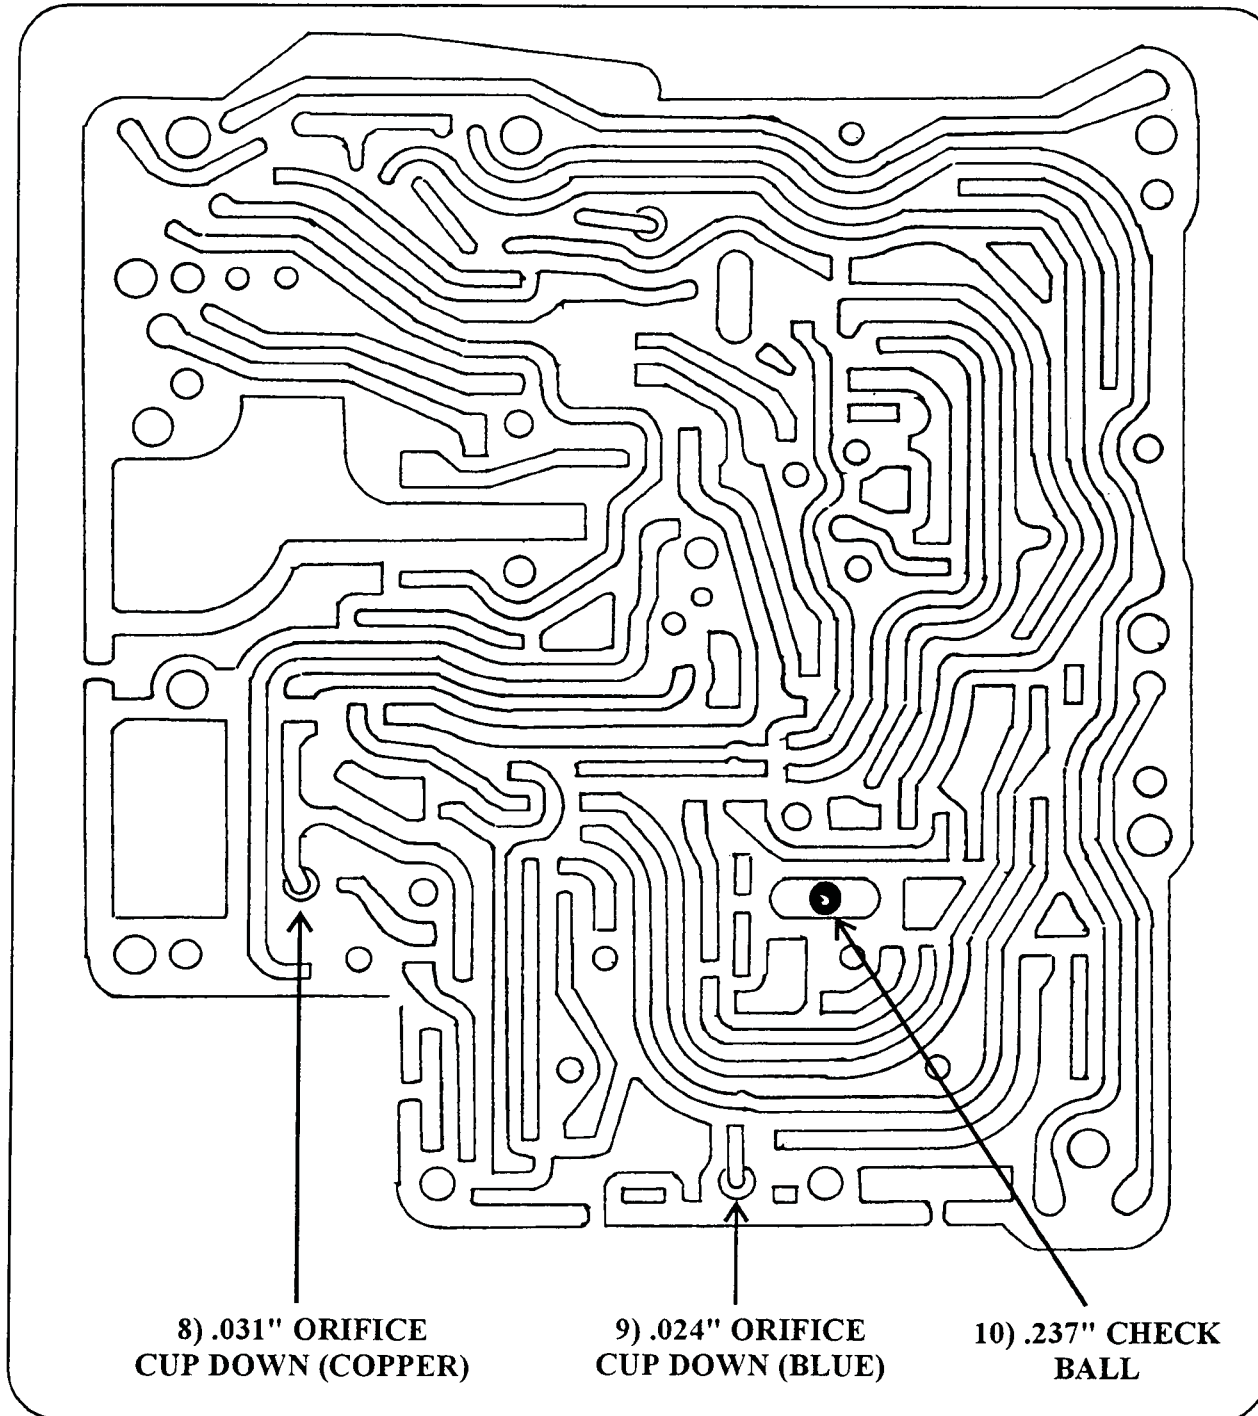 8) .031" ORIFICE
CUP DOWN (COPPER)
9) .024" ORIFICE
CUP DOWN (BLUE)
10) .237" CHECK
BALL